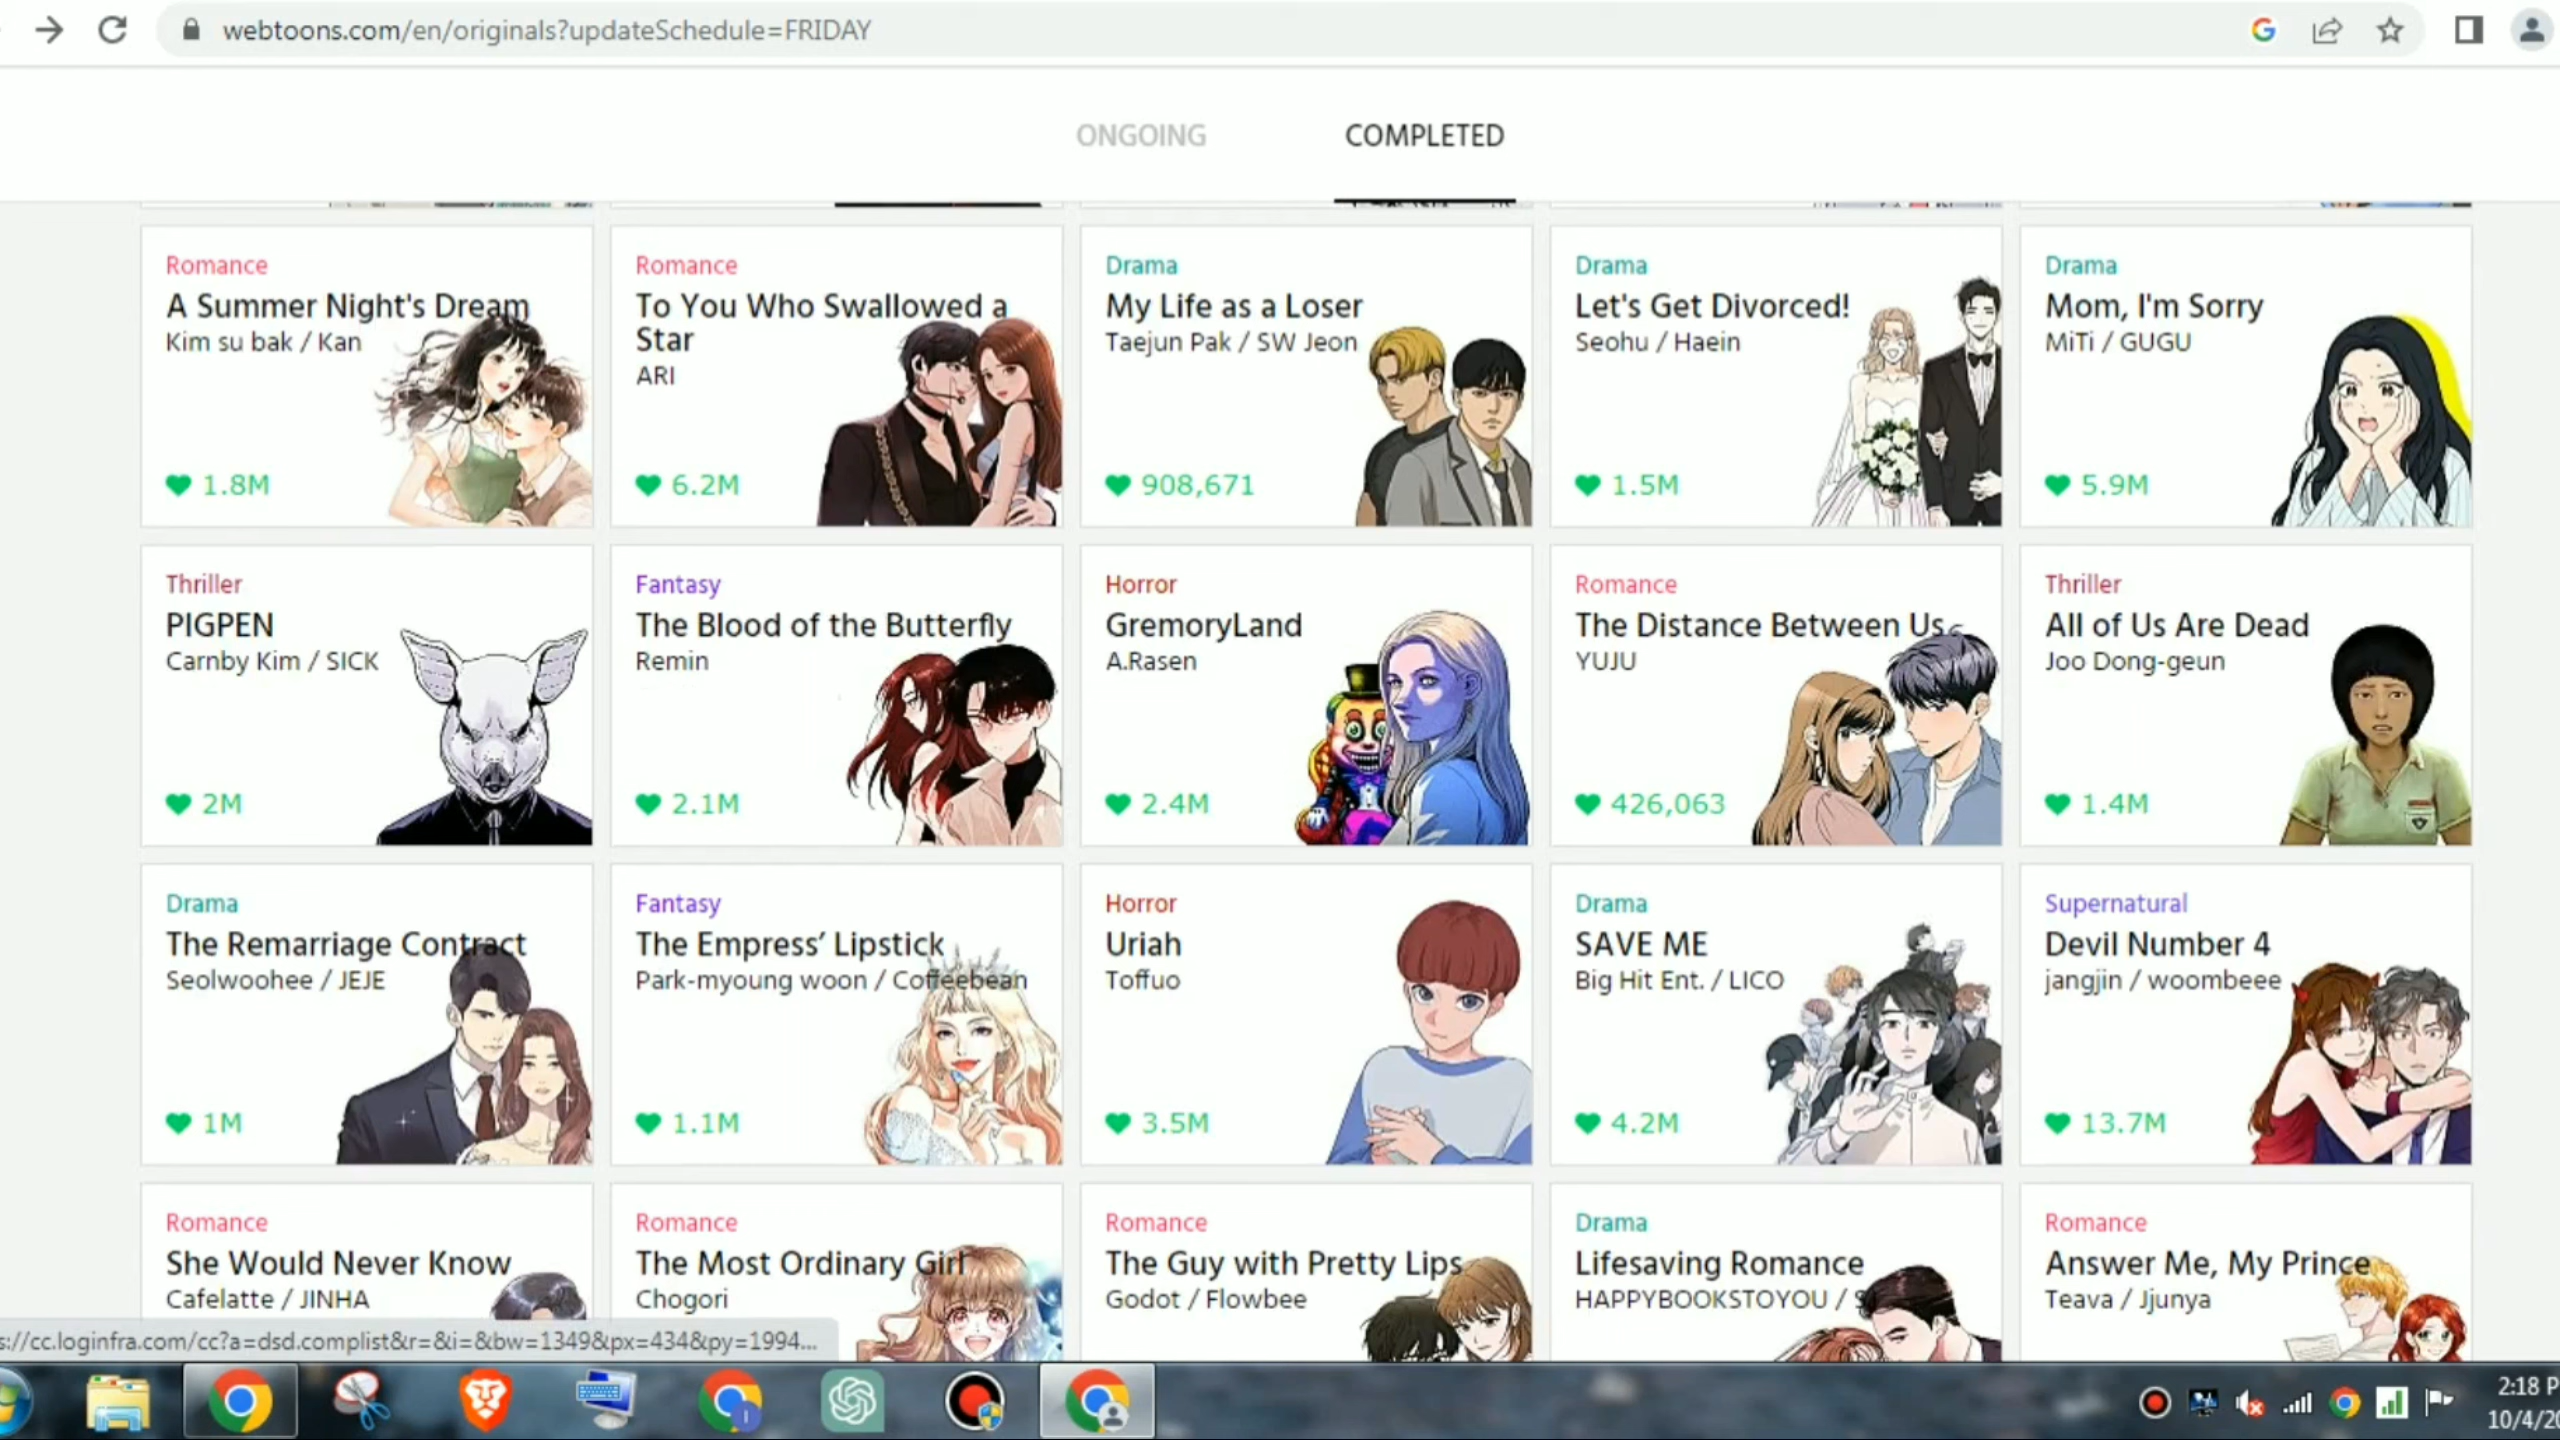 webtoons.com/en/originals?updateSchedule=FRIDAY
ONGOING
COMPLETED
Romance
A Summer Night's Dream
Kim su bak / Kan
1.8M
Romance
To You Who Swallowed a
Star
ARI
6.2M
Drama
My Life as a Loser
Taejun Pak / SW Jeon
908,671
Drama
Let's Get Divorced!
Seohu / Haein
1.5M
Drama
Mom, I'm Sorry
MiTi / GUGU
5.9M
Thriller
PIGPEN
Carnby Kim / SICK
2M
Fantasy
The Blood of the Butterfly
Remin
2.1M
Horror
GremoryLand
A.Rasen
2.4M
Romance
The Distance Between Us
YUJU
426,063
Thriller
All of Us Are Dead
Joo Dong-geun
1.4M
Drama
The Remarriage Contract
Seolwoohee / JEJE
1M
Fantasy
The Empress’ Lipstick
Park-myoung woon / Coffeebean
1.1M
Horror
Uriah
Toffuo
3.5M
Drama
SAVE ME
Big Hit Ent. / LICO
4.2M
Supernatural
Devil Number 4
jangjin / woombeee
13.7M
Romance
She Would Never Know
Cafelatte / JINHA
Romance
The Most Ordinary Girl
Chogori
Romance
The Guy with Pretty Lips
Godot / Flowbee
Drama
Lifesaving Romance
HAPPYBOOKSTOYOU /
Romance
Answer Me, My Prince
Teava / Jjunya
s://cc.loginfra.com/cc?a=dsd.complist&r=&i=&bw=1349&px=434&py=1994...
2:18 P
10/4/20